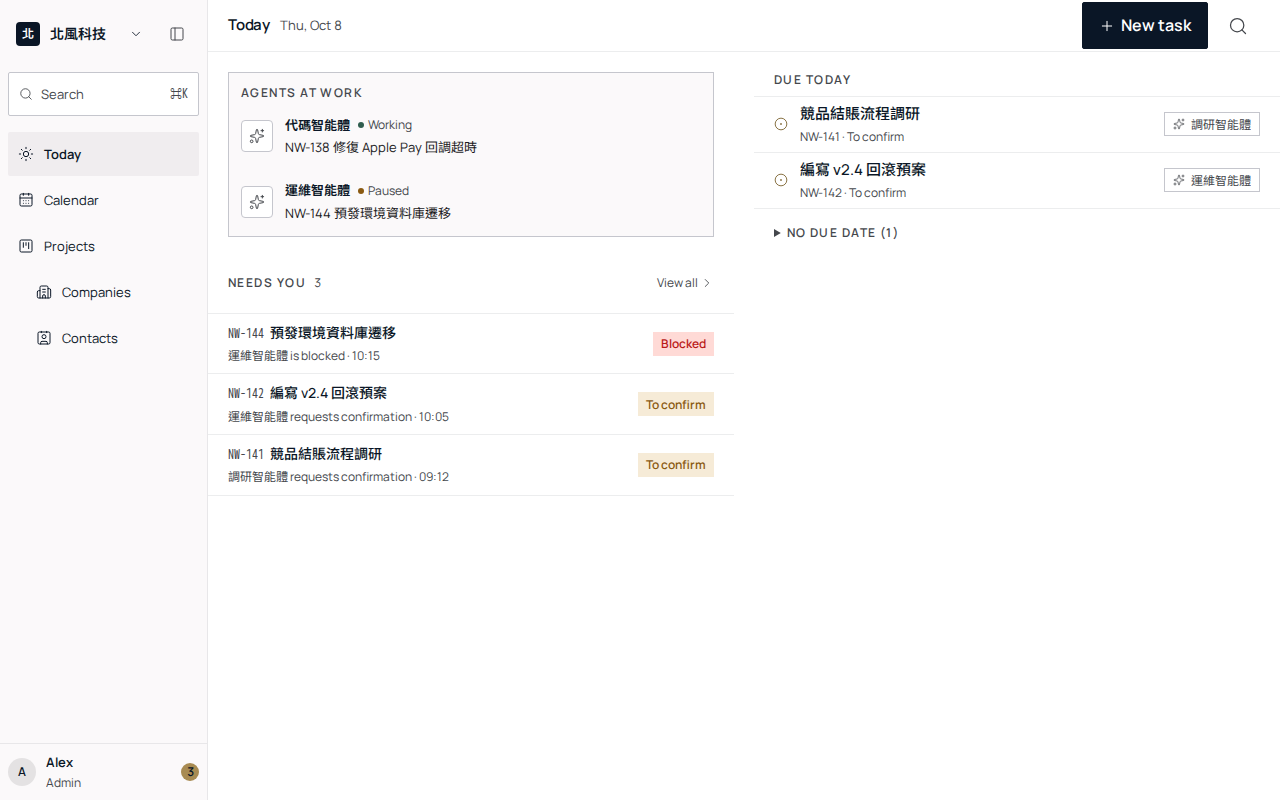 北 北風科技
Search ⌘K
Today
Calendar
Projects
Companies
Contacts
A Alex
Admin
3
Today Thu, Oct 8
+ New task
AGENTS AT WORK
代碼智能體 Working
NW-138 修復 Apple Pay 回調超時
運維智能體 Paused
NW-144 預發環境資料庫遷移
NEEDS YOU 3
View all
NW-144 預發環境資料庫遷移
運維智能體 is blocked · 10:15
Blocked
NW-142 編寫 v2.4 回滾預案
運維智能體 requests confirmation · 10:05
To confirm
NW-141 競品結賬流程調研
調研智能體 requests confirmation · 09:12
To confirm
DUE TODAY
競品結賬流程調研
NW-141 · To confirm
調研智能體
編寫 v2.4 回滾預案
NW-142 · To confirm
運維智能體
NO DUE DATE (1)